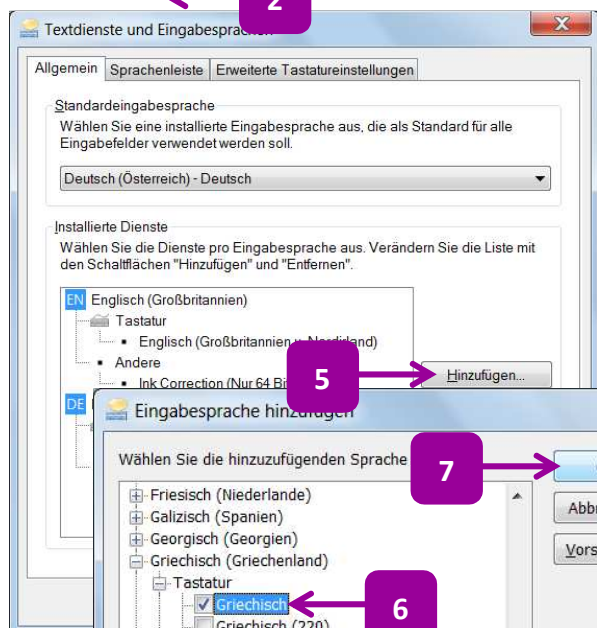 2
Textdienste und Eingabesprachen
Allgemein Sprachenleiste Erweiterte Tastatureinstellungen
Standardeingabesprache
Wählen Sie eine installierte Eingabesprache aus, die als Standard für alle
Eingabefelder verwendet werden soll.
Deutsch (Österreich) - Deutsch
Installierte Dienste
Wählen Sie die Dienste pro Eingabesprache aus. Verändern Sie die Liste mit
den Schaltflächen "Hinzufügen" und "Entfernen".
EN Englisch (Großbritannien)
Tastatur
• Englisch (Großbritannien u. Nordirland)
• Andere
• Ink Correction (Nur 64 Bi
5
Hinzufügen...
DE
Eingabesprache hinzufügen
Wählen Sie die hinzuzufügenden Sprache
7
Friesisch (Niederlande)
Galizisch (Spanien)
Abbr
Georgisch (Georgien)
Griechisch (Griechenland)
Vors
Tastatur
Griechisch
6
Griechisch (220)